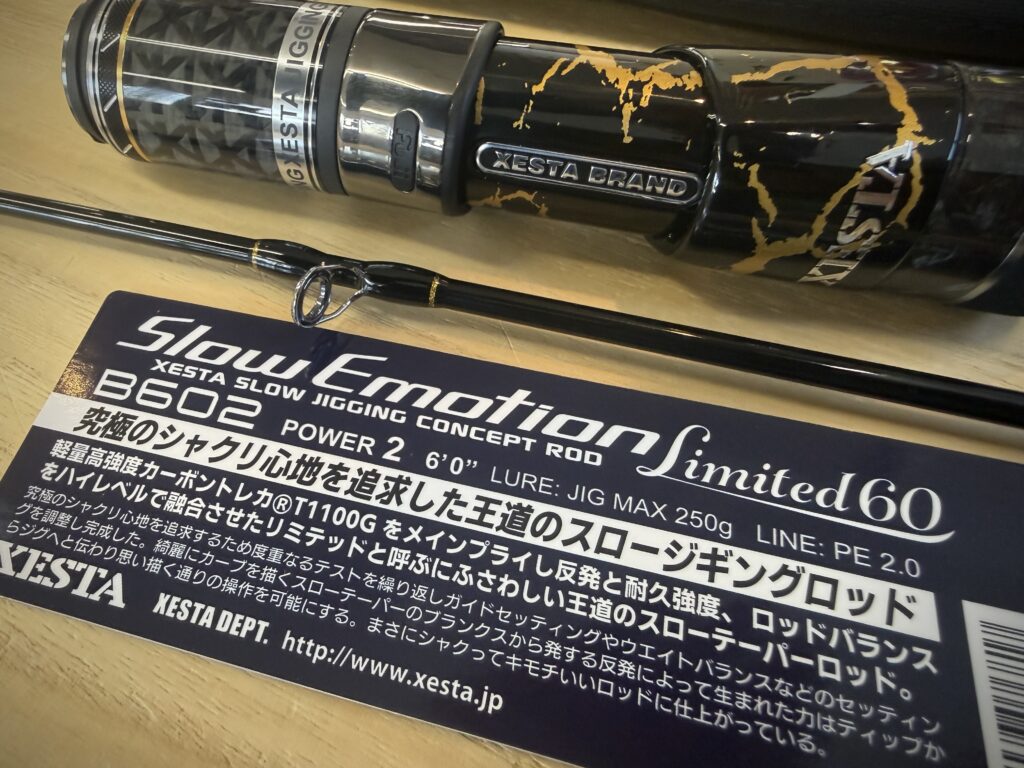 XESTA JIGGING XESTA JIGGING
XESTA BRAND
XESTA
Slow Emotion Limited 60
XESTA SLOW JIGGING CONCEPT ROD
B602 POWER 2 6'0" LURE: JIG MAX 250g LINE: PE 2.0
究極のシャクリ心地を追求した王道のスロージギングロッド
軽量高強度カーボントレカ®T1100Gをメインプライし反発と耐久強度、ロッドバランス
をハイレベルで融合させたリミテッドと呼ぶにふさわしい王道のスローテーパーロッド。
究極のシャクリ心地を追求するため度重なるテストを繰り返しガイドセッティングやウエイトバランスなどのセッティン
グを調整し完成した。綺麗にカーブを描くスローテーパーのブランクスから発する反発によって生まれた力はティップか
らジグへと伝わり思い描く通りの操作を可能にする。まさにシャクってキモチいいロッドに仕上がっている。
XESTA XESTA DEPT. http://www.xesta.jp